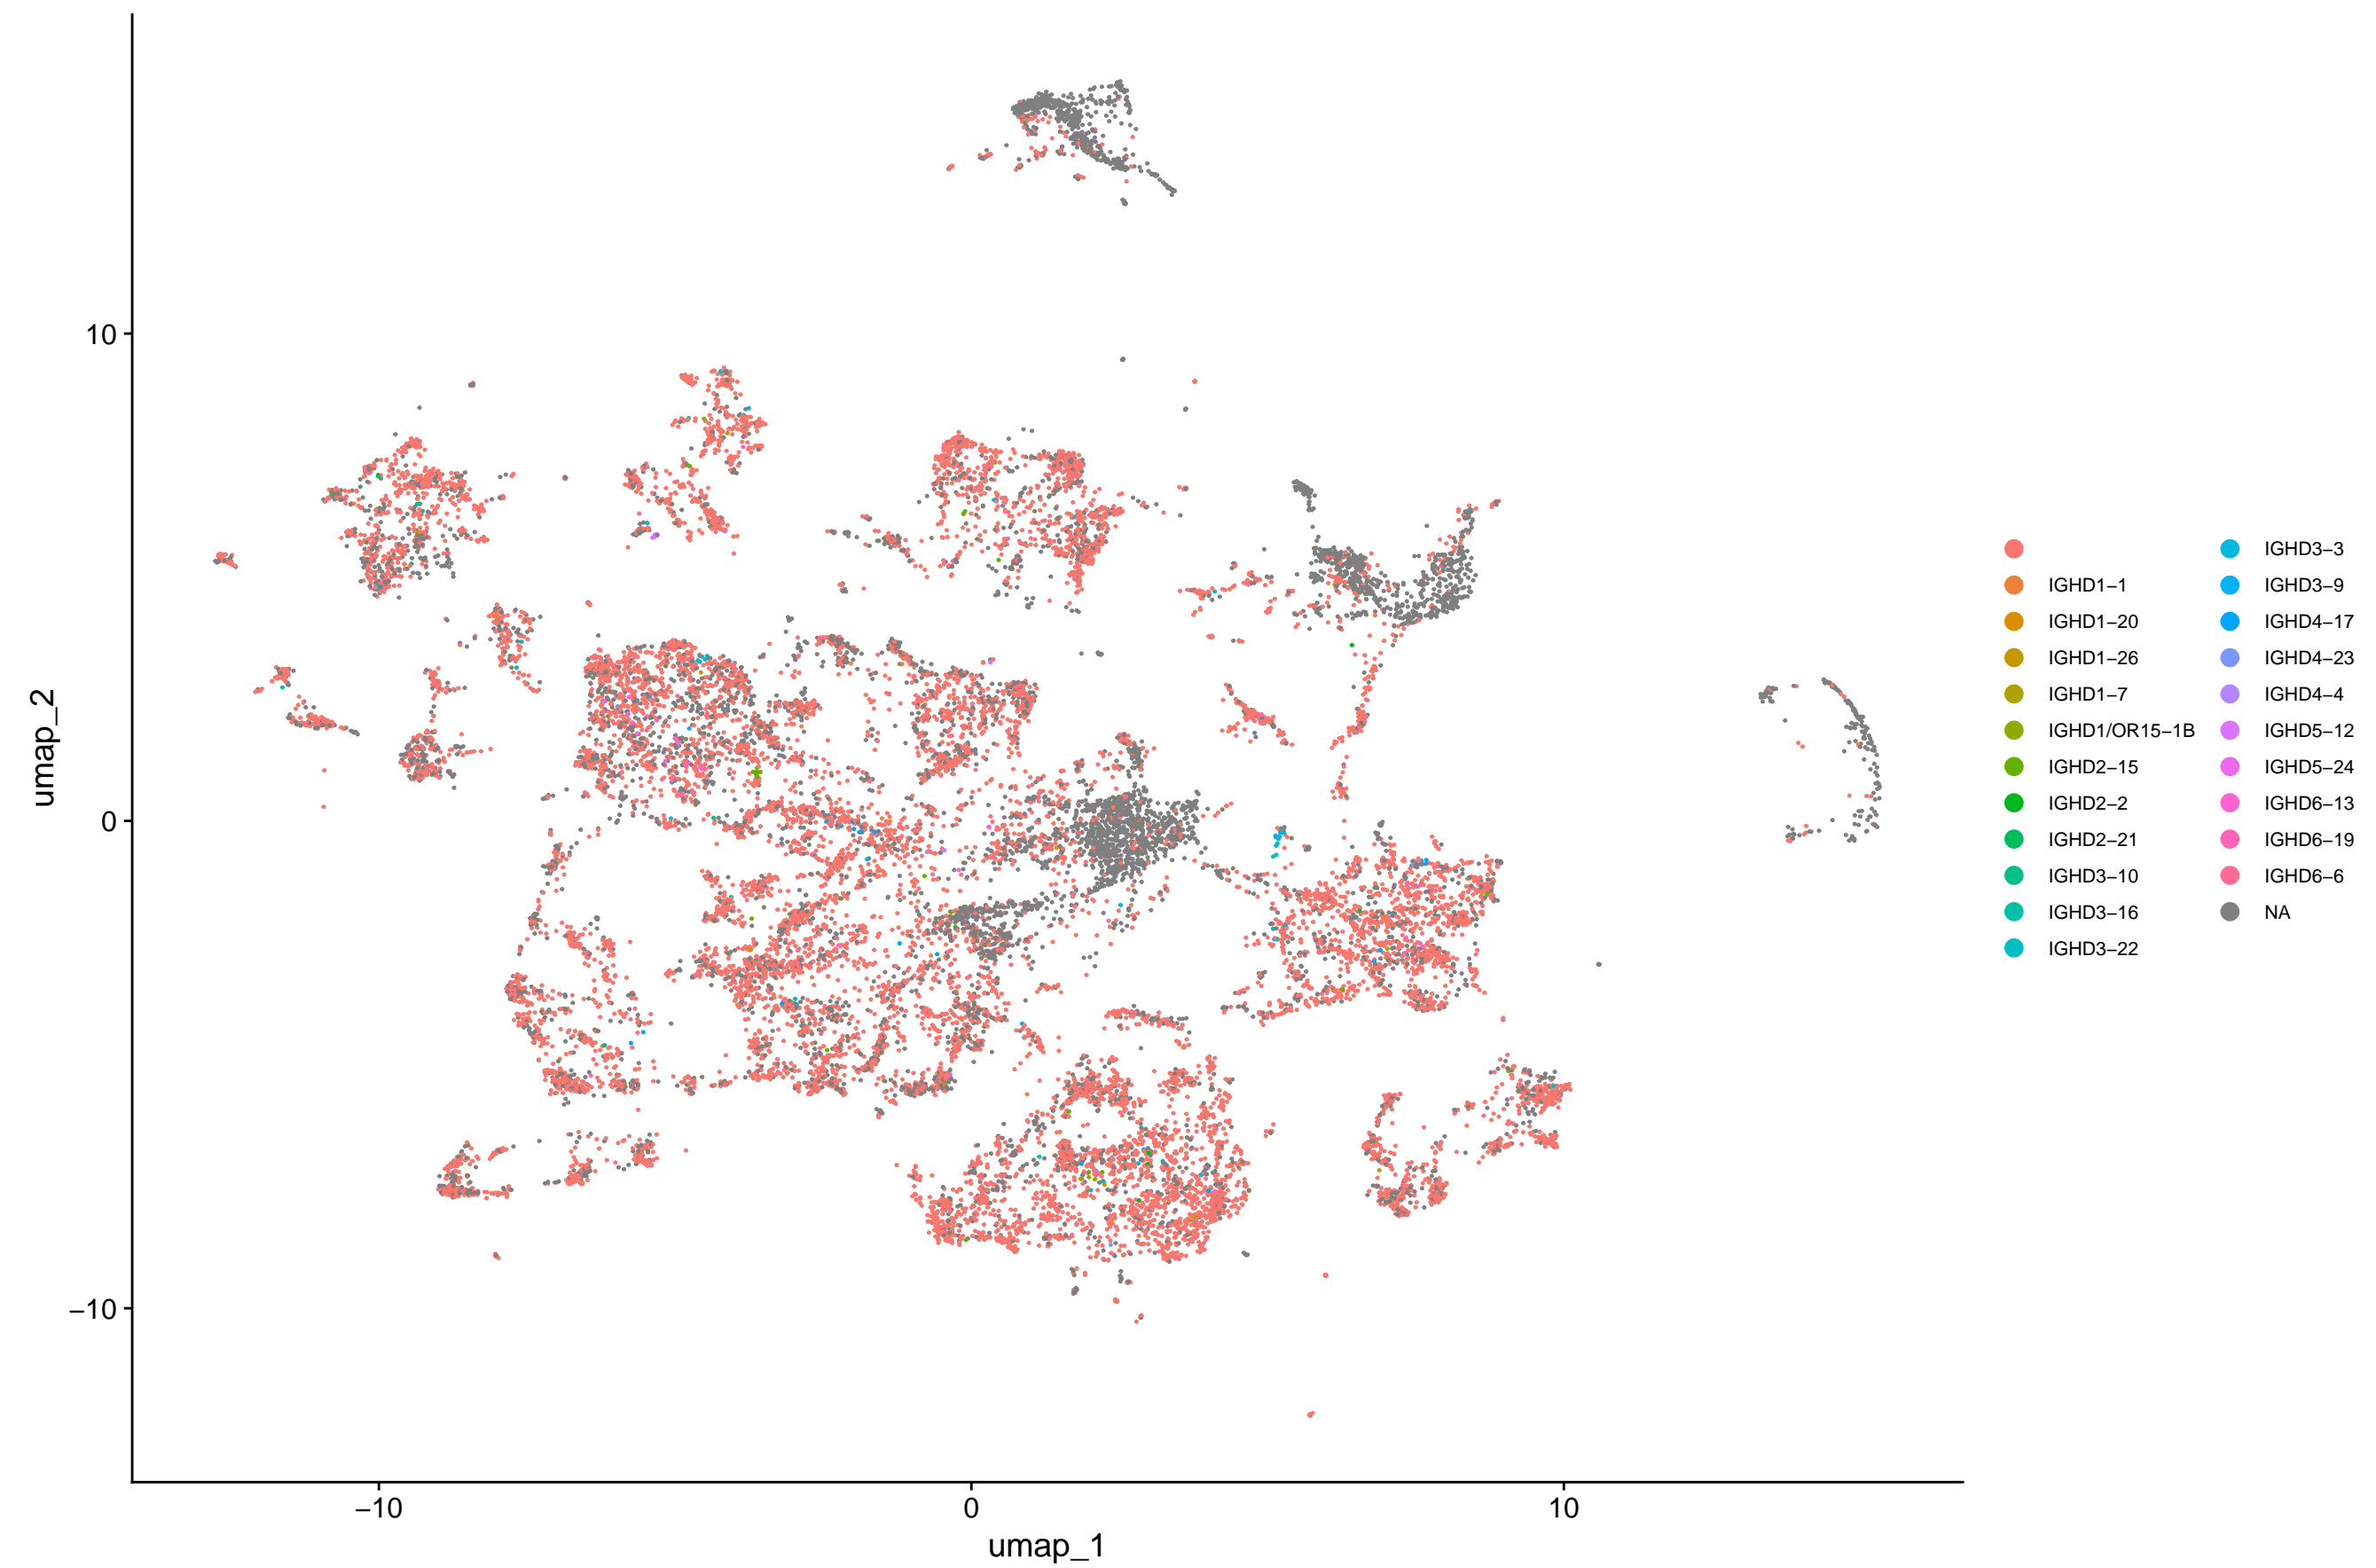 10
0
−10
umap_2
−10
0
10
umap_1
IGHD1−1
IGHD1−20
IGHD1−26
IGHD1−7
IGHD1/OR15−1B
IGHD2−15
IGHD2−2
IGHD2−21
IGHD3−10
IGHD3−16
IGHD3−22
IGHD3−3
IGHD3−9
IGHD4−17
IGHD4−23
IGHD4−4
IGHD5−12
IGHD5−24
IGHD6−13
IGHD6−19
IGHD6−6
NA